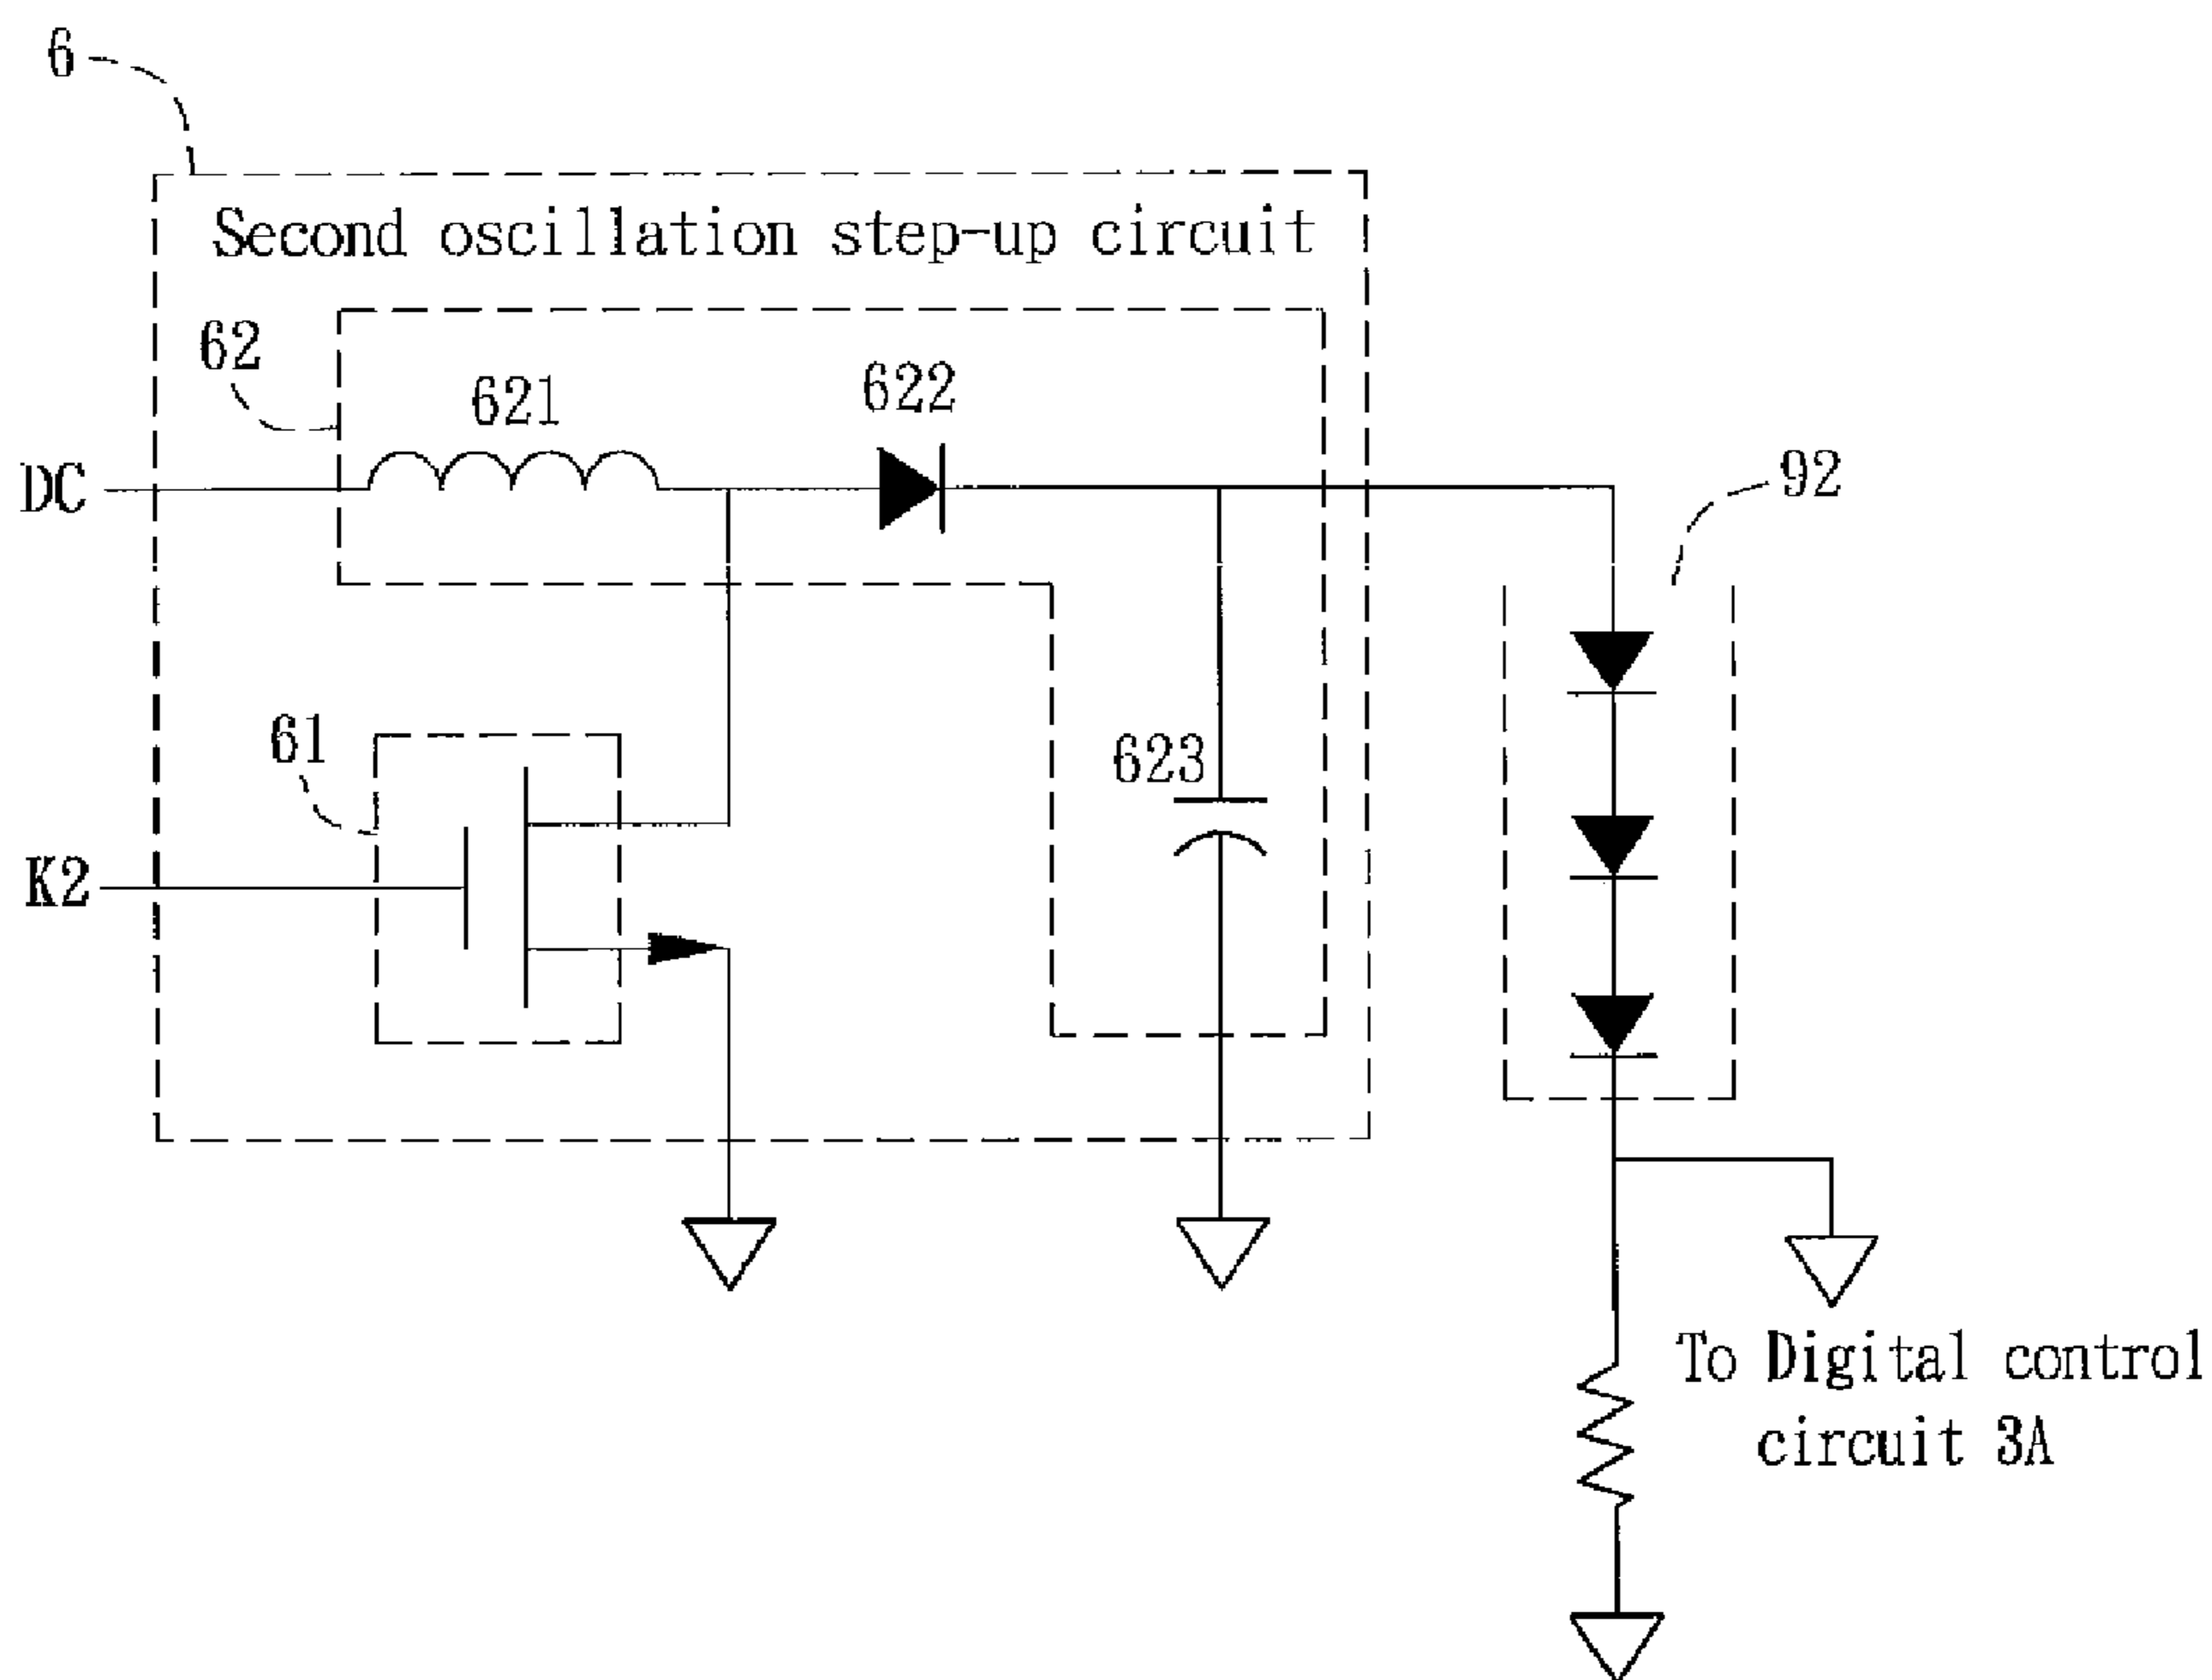 6
Second oscillation step-up circuit
62
621
622
DC
92
61
623
K2
To Digital control
circuit 3A